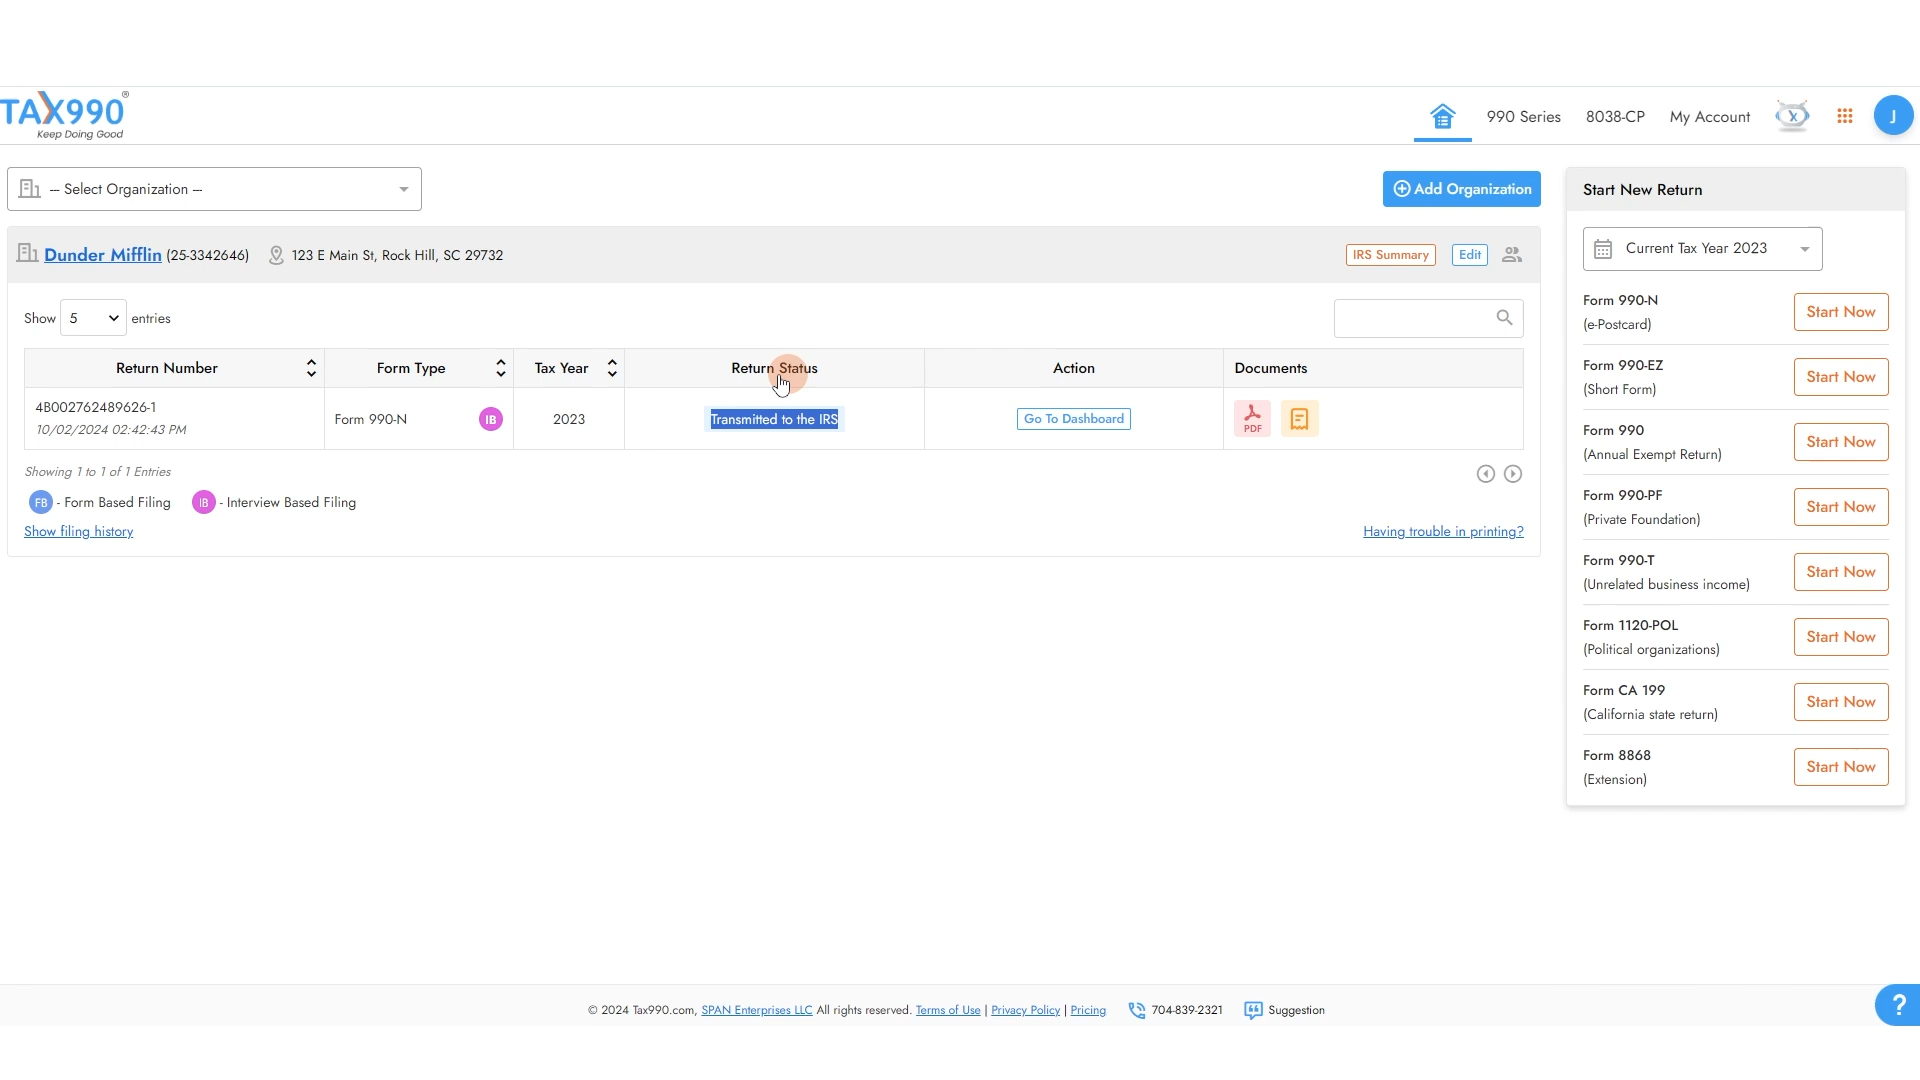 TAX990®
Keep Doing Good
990 Series
8038-CP
My Account
X
J
-- Select Organization --
Add Organization
Dunder Mifflin (25-3342646)
123 E Main St, Rock Hill, SC 29732
IRS Summary
Edit
Show 5 entries
Return Number
Form Type
Tax Year
Return Status
Action
Documents
4B002762489626-1
10/02/2024 02:42:43 PM
Form 990-N
IB
2023
Transmitted to the IRS
Go To Dashboard
PDF
Showing 1 to 1 of 1 Entries
FB - Form Based Filing
IB - Interview Based Filing
Show filing history
Having trouble in printing?
Start New Return
Current Tax Year 2023
Form 990-N
(e-Postcard)
Start Now
Form 990-EZ
(Short Form)
Start Now
Form 990
(Annual Exempt Return)
Start Now
Form 990-PF
(Private Foundation)
Start Now
Form 990-T
(Unrelated business income)
Start Now
Form 1120-POL
(Political organizations)
Start Now
Form CA 199
(California state return)
Start Now
Form 8868
(Extension)
Start Now
© 2024 Tax990.com, SPAN Enterprises LLC All rights reserved. Terms of Use | Privacy Policy | Pricing
704-839-2321
Suggestion
?